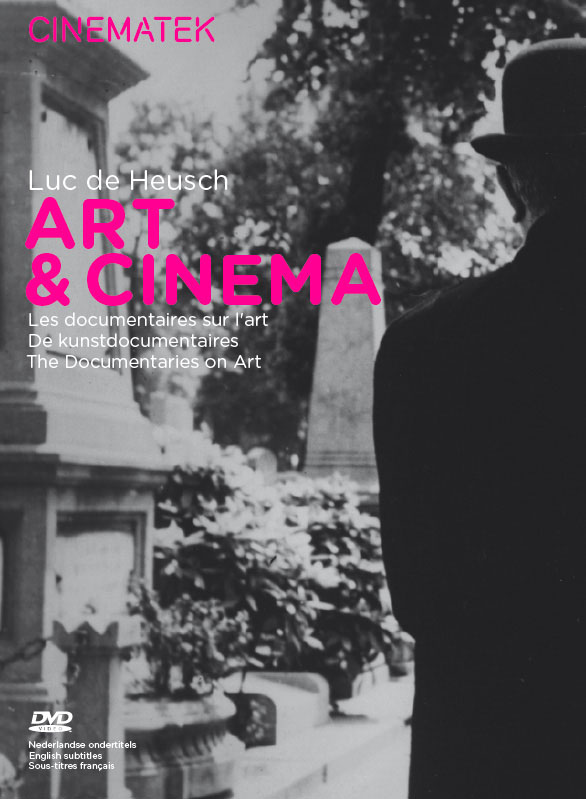 CINEMATEK
Luc de Heusch
ART
& CINEMA
Les documentaires sur l'art
De kunstdocumentaires
The Documentaries on Art
DVD
VIDEO
Nederlandse ondertitels
English subtitles
Sous-titres français